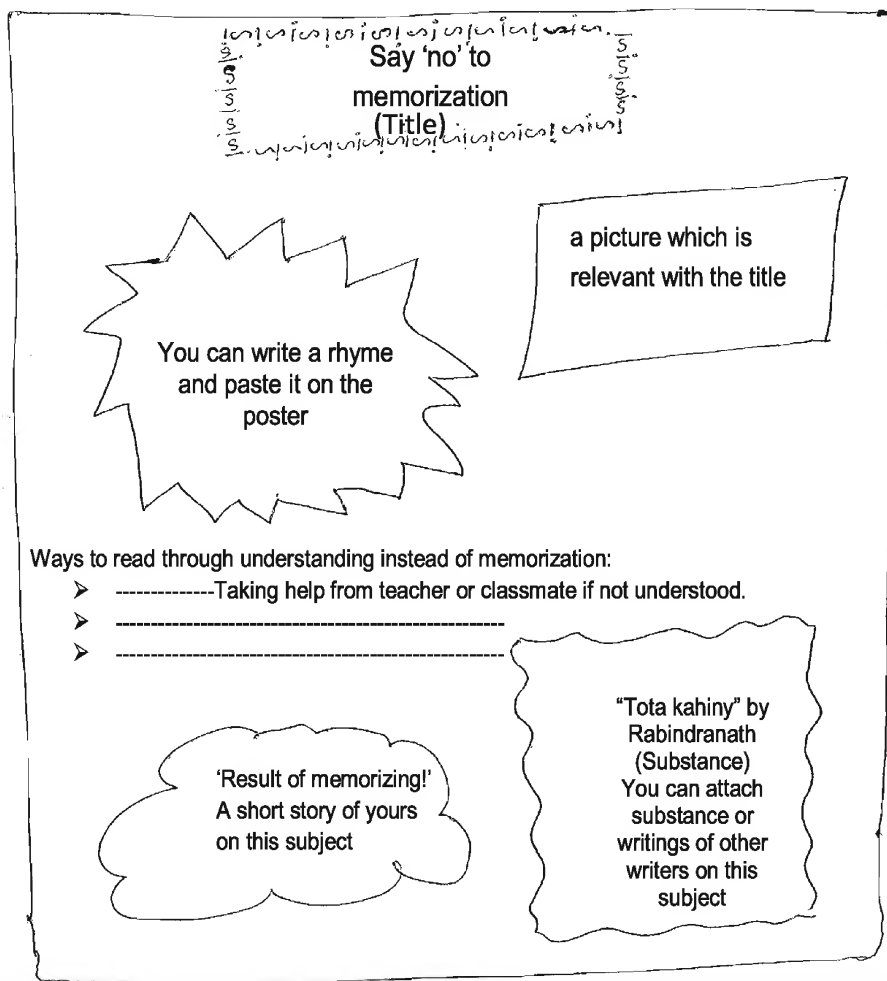 Say 'no' to
memorization
(Title)
a picture which is
relevant with the title
You can write a rhyme
and paste it on the
poster
Ways to read through understanding instead of memorization:
➤ --------------Taking help from teacher or classmate if not understood.
➤ --------------------------------------------------------
➤ --------------------------------------------------------
"Tota kahiny" by
Rabindranath
(Substance)
You can attach
substance or
writings of other
writers on this
subject
'Result of memorizing!'
A short story of yours
on this subject